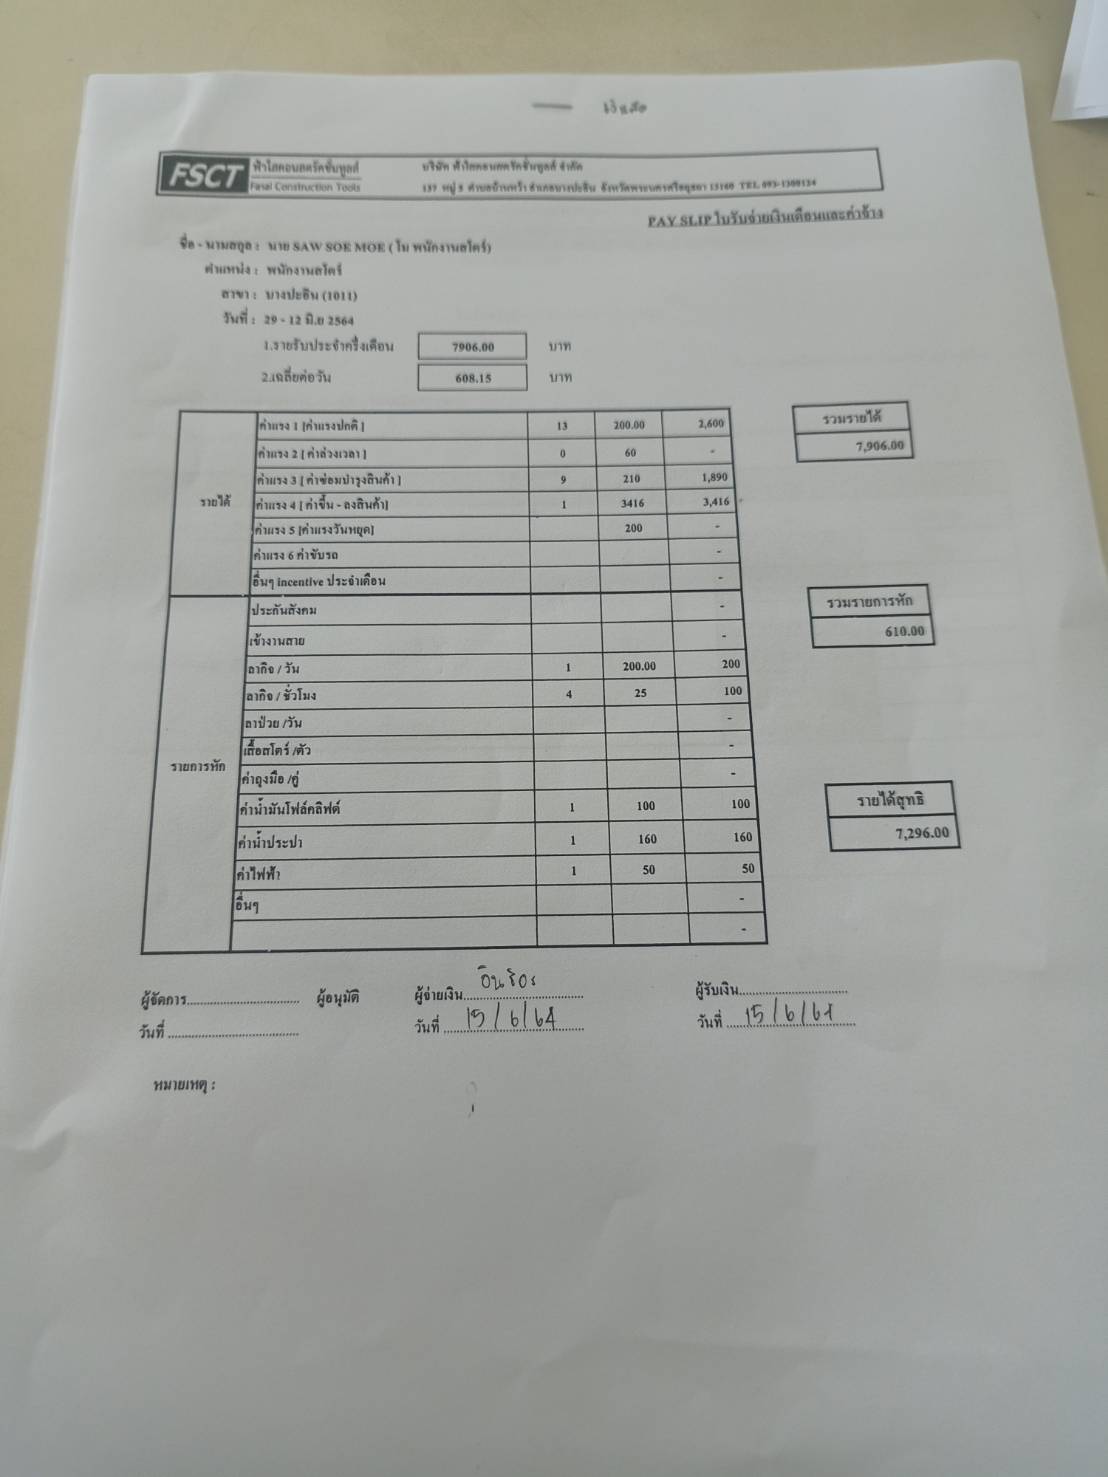 FSCT ฟ้าใสคอนสตรัคชั่นทูลส์ บริษัท ฟ้าใสคอนสตรัคชั่นทูลส์ จำกัด
Fasai Construction Tools 139 หมู่ 5 ตำบลบ้านหว้า อำเภอบางปะอิน จังหวัดพระนครศรีอยุธยา 13160 TEL 093-1308134
PAY SLIP ใบรับจ่ายเงินเดือนและค่าจ้าง
ชื่อ - นามสกุล : นาย SAW SOE MOE ( โม พนักงานสโตร์)
ตำแหน่ง : พนักงานสโตร์
สาขา : บางปะอิน (1011)
วันที่ : 29 - 12 มิ.ย 2564
1.รายรับประจำครึ่งเดือน 7906.00 บาท
2.เฉลี่ยต่อวัน 608.15 บาท
รายได้
ค่าแรง 1 [ค่าแรงปกติ ] 13 200.00 2,600
ค่าแรง 2 [ ค่าล่วงเวลา ] 0 60 -
ค่าแรง 3 [ ค่าซ่อมบำรุงสินค้า ] 9 210 1,890
ค่าแรง 4 [ ค่าขึ้น - ลงสินค้า] 1 3416 3,416
ค่าแรง 5 [ค่าแรงวันหยุด] 200 -
ค่าแรง 6 ค่าขับรถ -
อื่นๆ incentive ประจำเดือน -
รวมรายได้
7,906.00
รายการหัก
ประกันสังคม -
เข้างานสาย -
ลากิจ / วัน 1 200.00 200
ลากิจ / ชั่วโมง 4 25 100
ลาป่วย /วัน -
เสื้อสโตร์ /ตัว -
ค่าถุงมือ /คู่ -
ค่าน้ำมันโฟล์คลิฟต์ 1 100 100
ค่าน้ำประปา 1 160 160
ค่าไฟฟ้า 1 50 50
อื่นๆ -
-
รวมรายการหัก
610.00
รายได้สุทธิ
7,296.00
ผู้จัดการ.............................. ผู้อนุมัติ ผู้จ่ายเงิน.............................. ผู้รับเงิน..............................
วันที่ .............................. วันที่ 15/6/64 วันที่ 15/6/64
หมายเหตุ :